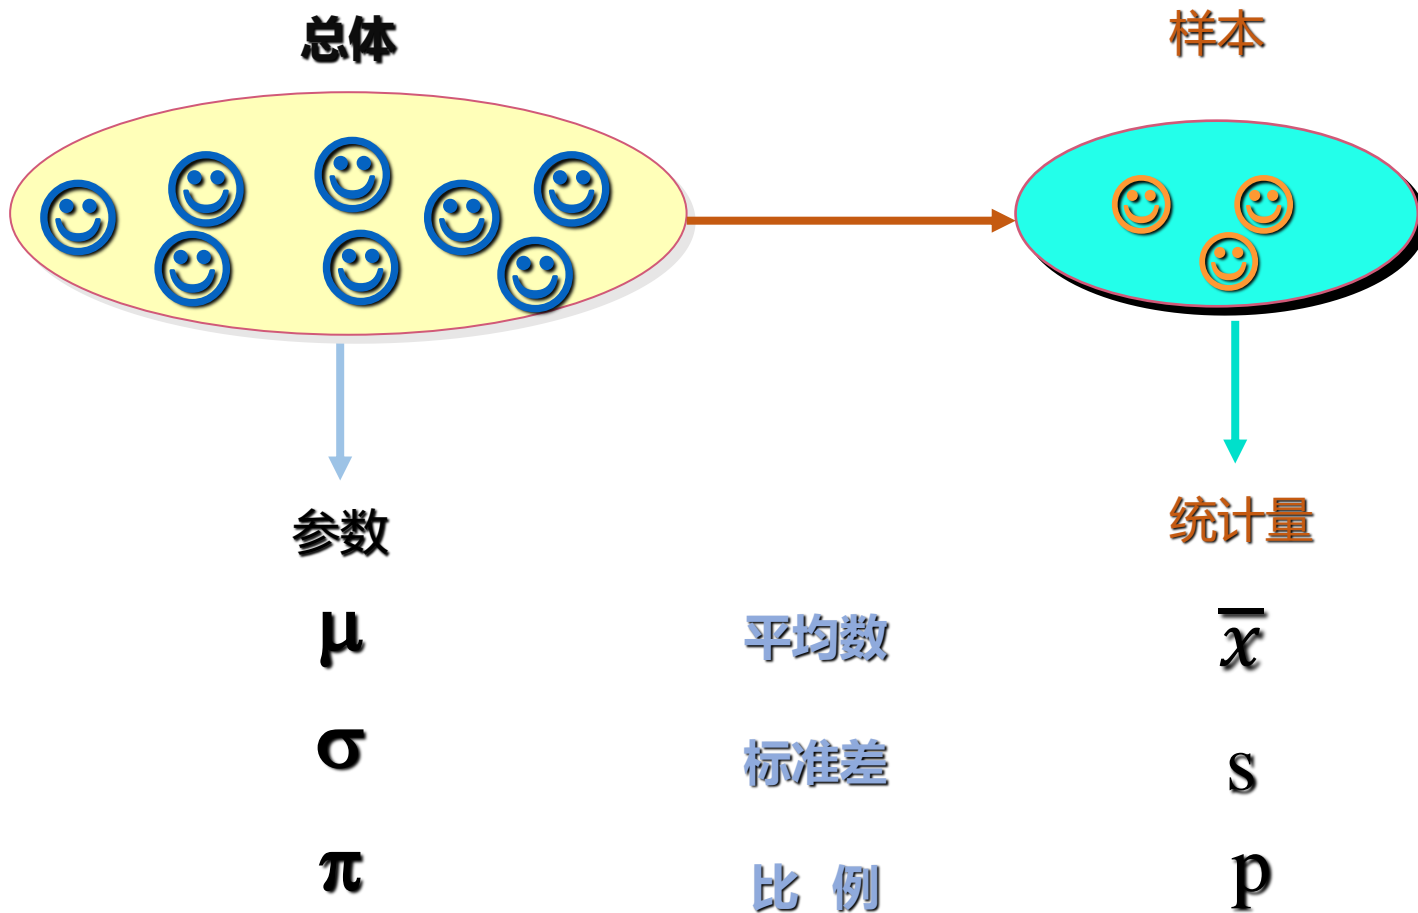 总体
样本
参数
统计量
μ 平均数 x̄
σ 标准差 s
π 比 例 p